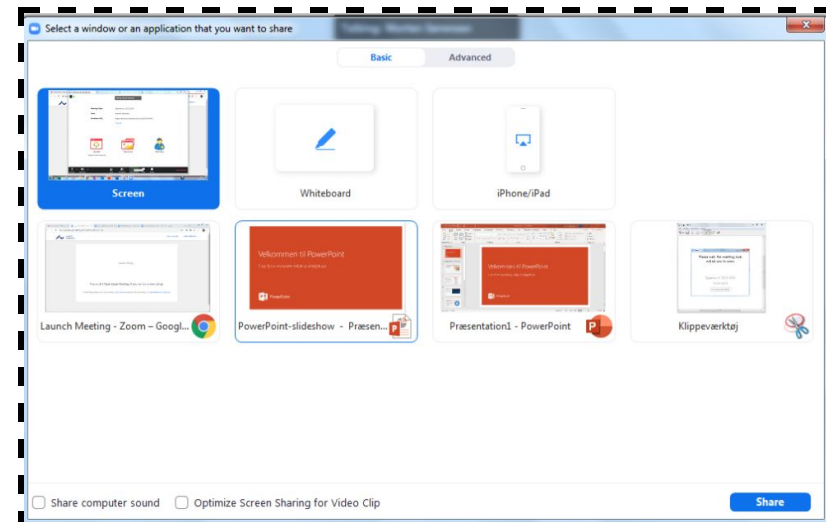 Select a window or an application that you want to share
Basic
Advanced
Screen
Whiteboard
iPhone/iPad
Velkommen til PowerPoint
PowerPoint
Velkommen til PowerPoint
Launch Meeting - Zoom – Googl...
PowerPoint-slideshow - Præsen...
Præsentation1 - PowerPoint
Klippeværktøj
Share computer sound
Optimize Screen Sharing for Video Clip
Share